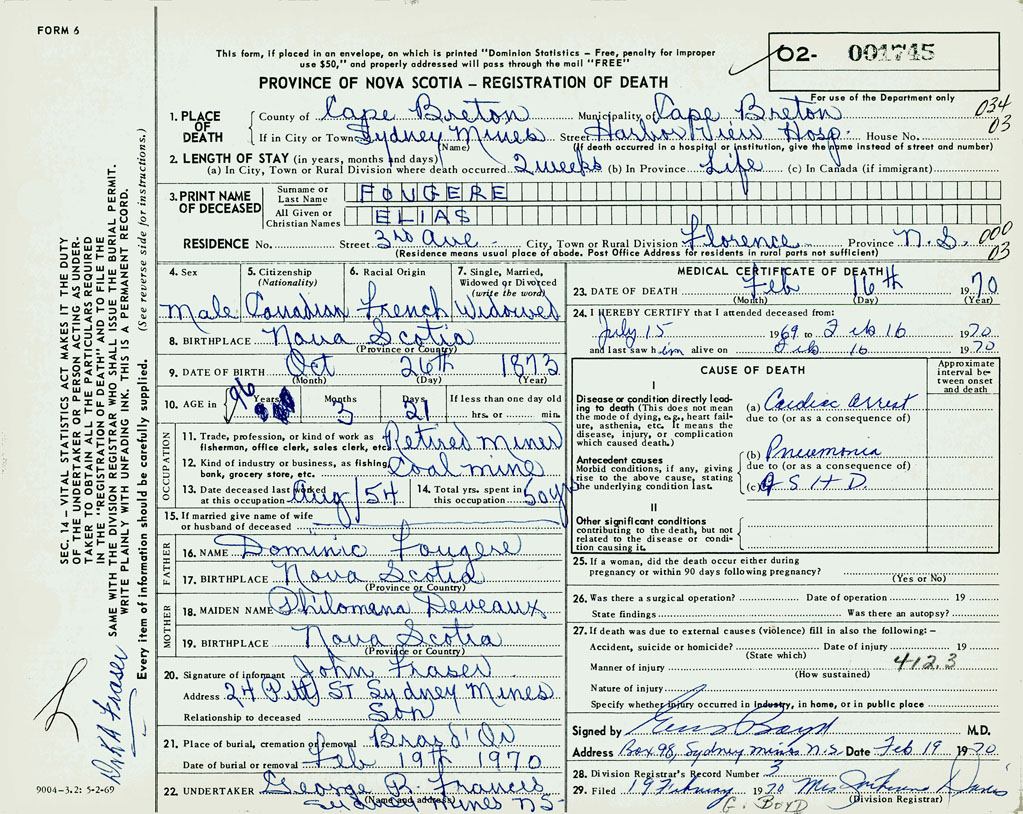 FORM 6
This form, if placed in an envelope, on which is printed "Dominion Statistics – Free, penalty for improper
use $50," and properly addressed will pass through the mail "FREE"
O2- 001745
PROVINCE OF NOVA SCOTIA – REGISTRATION OF DEATH
For use of the Department only
034
03
1. PLACE OF DEATH County of Cape Breton Municipality of Cape Breton
If in City or Town Sydney Mines Street Harbor View Hosp. House No.
(Name) (If death occurred in a hospital or institution, give the name instead of street and number)
2. LENGTH OF STAY (in years, months and days)
(a) In City, Town or Rural Division where death occurred 2 weeks (b) In Province Life (c) In Canada (if immigrant)
3. PRINT NAME OF DECEASED Surname or Last Name FOUGERE
All Given or Christian Names ELIAS
RESIDENCE No. Street 3rd Ave - City, Town or Rural Division Florence Province N.S. 000
03
(Residence means usual place of abode. Post Office Address for residents in rural parts not sufficient)
4. Sex 5. Citizenship (Nationality) 6. Racial Origin 7. Single, Married, Widowed or Divorced (write the word)
Male Canadian French Widowed
8. BIRTHPLACE Nova Scotia
(Province or Country)
9. DATE OF BIRTH Oct 26th 1873
(Month) (Day) (Year)
10. AGE in 96 Years Months 3 Days 21 If less than one day old
hrs. or min.
OCCUPATION
11. Trade, profession, or kind of work as fisherman, office clerk, sales clerk, etc. Retired miner
12. Kind of industry or business, as fishing, bank, grocery store, etc. Coal mine
13. Date deceased last worked at this occupation Aug/54 14. Total yrs. spent in this occupation 50 yrs
15. If married give name of wife
or husband of deceased
FATHER
16. NAME Dominic Fougere
17. BIRTHPLACE Nova Scotia
(Province or Country)
MOTHER
18. MAIDEN NAME Philomena Deveaux
19. BIRTHPLACE Nova Scotia
(Province or Country)
20. Signature of informant John Fraser
Address 24 Pitt ST Sydney Mines
Relationship to deceased Son
21. Place of burial, cremation or removal Brasd'Or
Date of burial or removal Feb 19th 1970
22. UNDERTAKER George B. Francis
(Name and address)
Sydney Mines NS-
MEDICAL CERTIFICATE OF DEATH
23. DATE OF DEATH Feb 16th 1970
(Month) (Day) (Year)
24. I HEREBY CERTIFY that I attended deceased from:
July 15 1969 to Feb 16 1970
and last saw him alive on Feb 16 1970
CAUSE OF DEATH
Approximate interval between onset and death
I
Disease or condition directly leading to death (This does not mean the mode of dying, e.g., heart failure, asthenia, etc. It means the disease, injury, or complication which caused death.)
(a) Cardiac arrest
due to (or as a consequence of)
Antecedent causes
Morbid conditions, if any, giving rise to the above cause, stating the underlying condition last.
(b) Pneumonia
due to (or as a consequence of)
(c) A S H D.
II
Other significant conditions
contributing to the death, but not related to the disease or condition causing it.
25. If a woman, did the death occur either during
pregnancy or within 90 days following pregnancy?
(Yes or No)
26. Was there a surgical operation? Date of operation 19
State findings Was there an autopsy?
27. If death was due to external causes (violence) fill in also the following: –
Accident, suicide or homicide? Date of injury 19
(State which)
412.3
Manner of injury
(How sustained)
Nature of injury
Specify whether injury occurred in industry, in home, or in public place
Signed by Boyd M.D.
Address Box 98, Sydney Mines N.S. Date Feb 19 1970
28. Division Registrar's Record Number 3
29. Filed 19 February 1970 Mrs Davis
(Division Registrar)
G. BOYD
SEC. 14 – VITAL STATISTICS ACT MAKES IT THE DUTY
OF THE UNDERTAKER OR PERSON ACTING AS UNDER-
TAKER TO OBTAIN ALL THE PARTICULARS REQUIRED
IN THE "REGISTRATION OF DEATH" AND TO FILE THE
SAME WITH THE DIVISION REGISTRAR WHO SHALL ISSUE THE BURIAL PERMIT.
WRITE PLAINLY WITH UNFADING INK. THIS IS A PERMANENT RECORD.
Every item of information should be carefully supplied. (See reverse side for instructions.)
Fraser
9004-3.2: 5-2-69